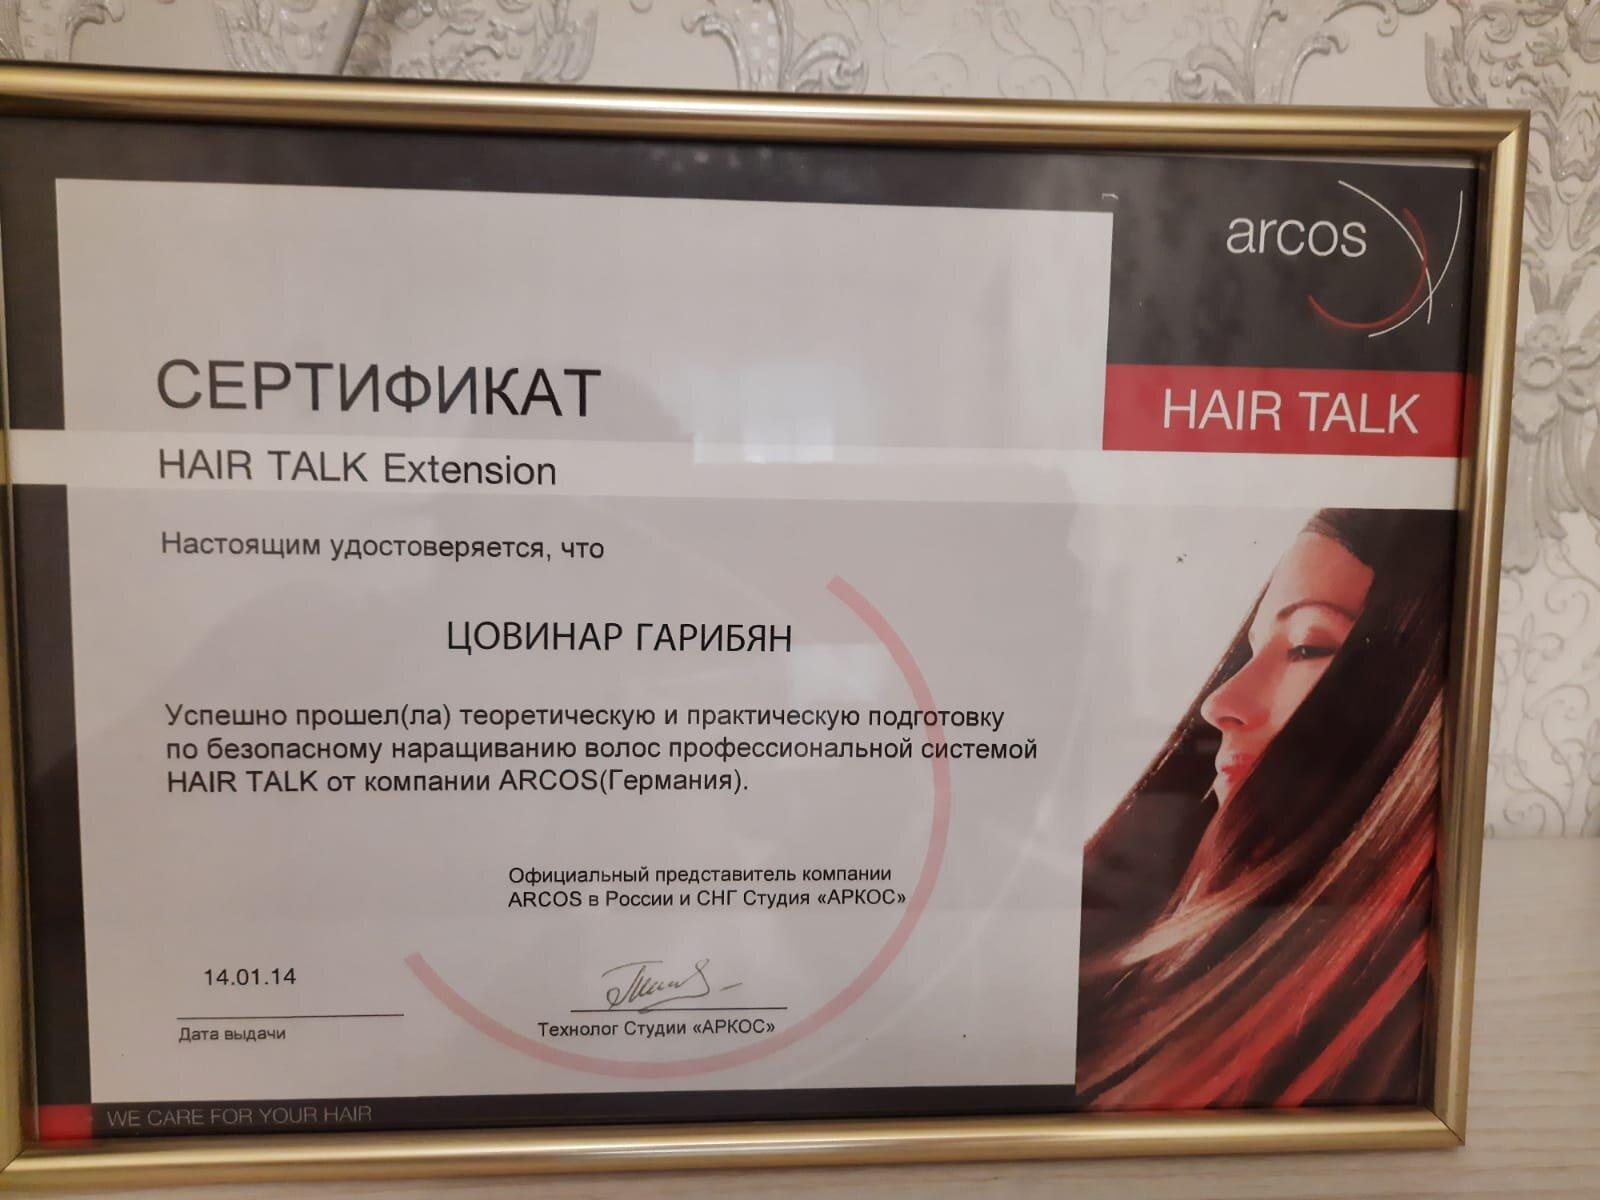 arcos
HAIR TALK
СЕРТИФИКАТ
HAIR TALK Extension
Настоящим удостоверяется, что
ЦОВИНАР ГАРИБЯН
Успешно прошел(ла) теоретическую и практическую подготовку
по безопасному наращиванию волос профессиональной системой
HAIR TALK от компании ARCOS(Германия).
Официальный представитель компании
ARCOS в России и СНГ Студия «АРКОС»
14.01.14
Дата выдачи
Технолог Студии «АРКОС»
WE CARE FOR YOUR HAIR